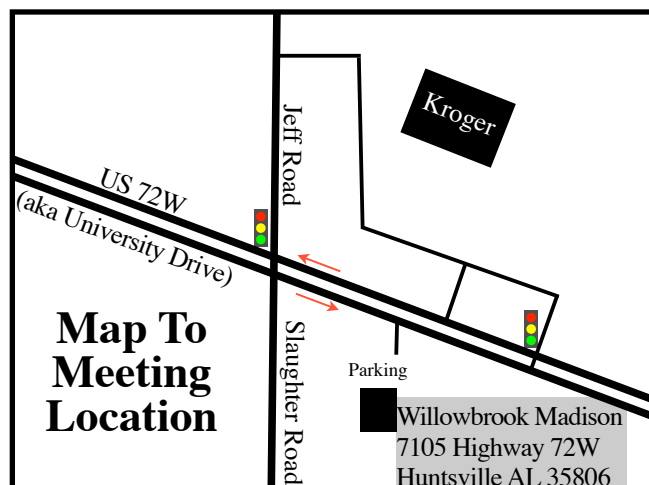 Kroger
Jeff Road
US 72W
(aka University Drive)
Map To
Meeting
Location
Slaughter Road
Parking
Willowbrook Madison
7105 Highway 72W
Huntsville AL 35806